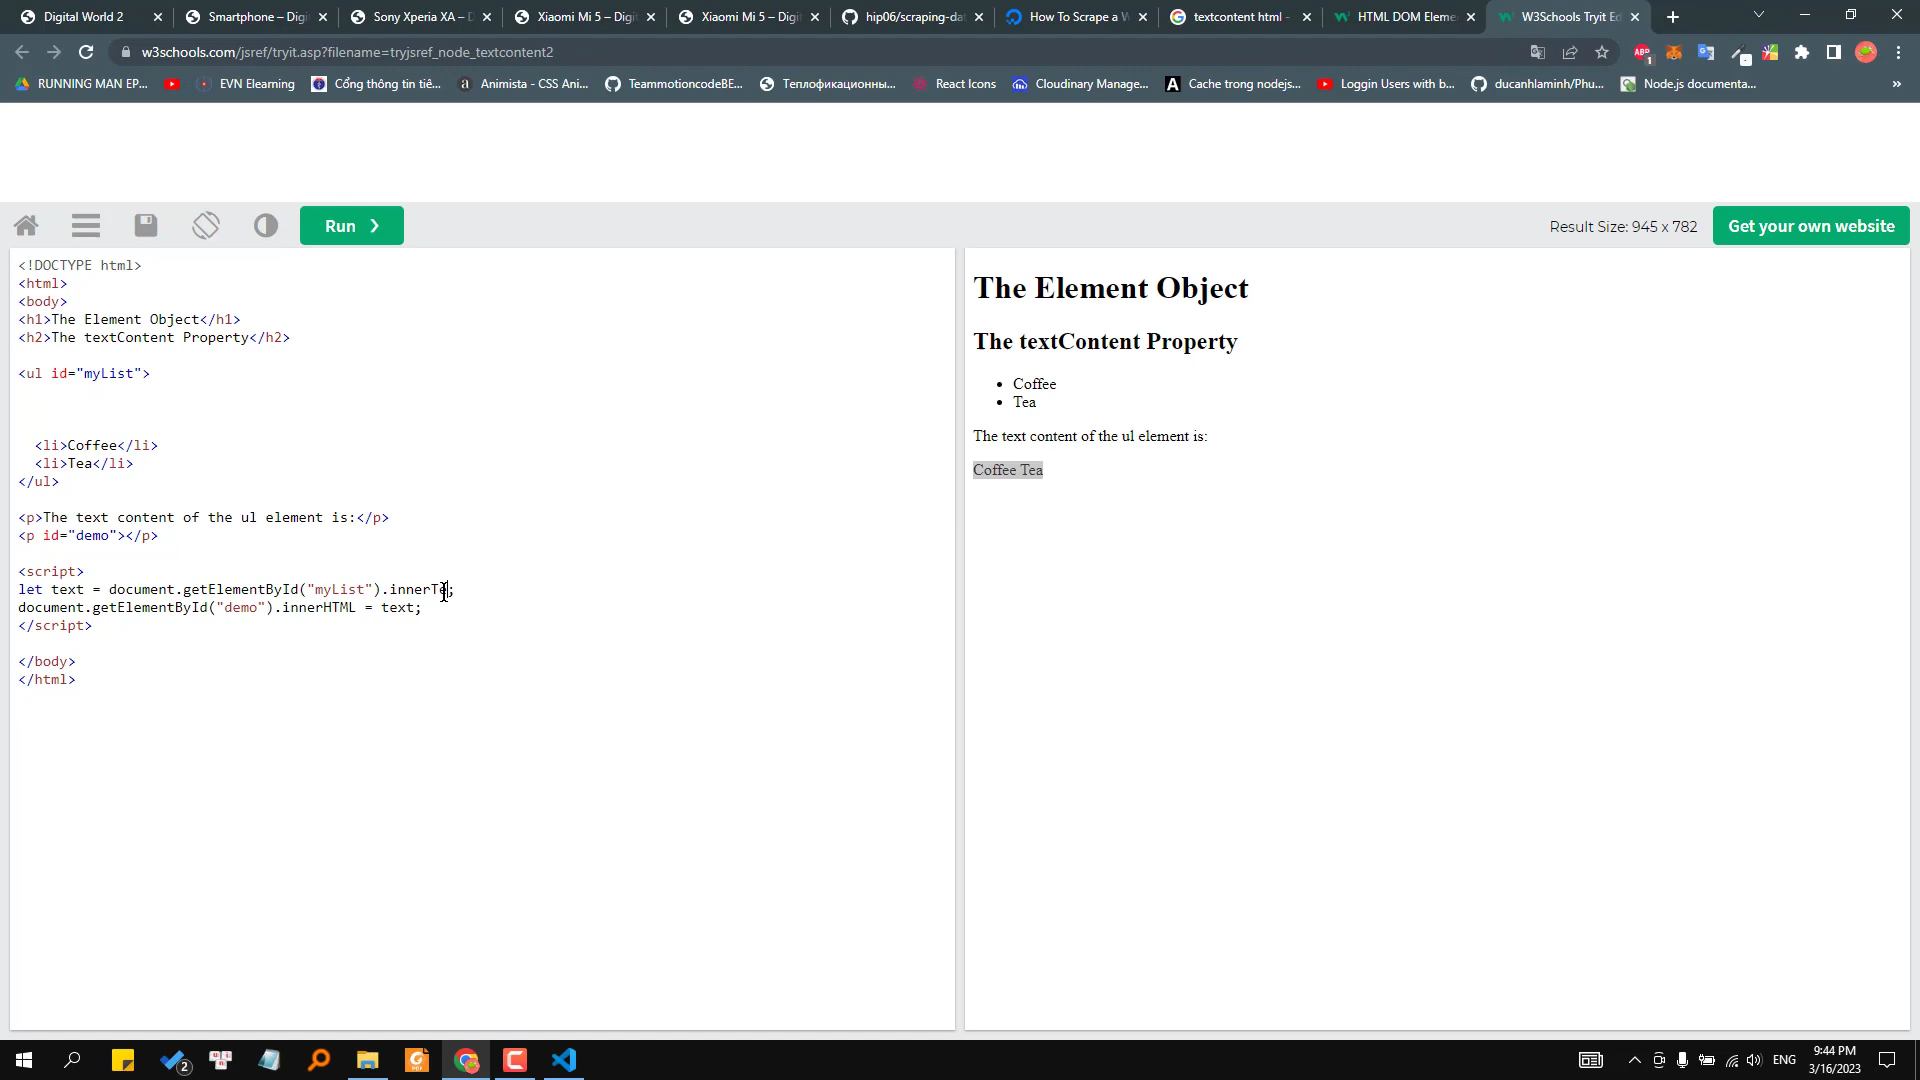 Digital World 2
Smartphone – Digi
Sony Xperia XA – D
Xiaomi Mi 5 – Digi
Xiaomi Mi 5 – Digi
hip06/scraping-dat
How To Scrape a W
textcontent html -
HTML DOM Eleme
W3Schools Tryit Ed
w3schools.com/jsref/tryit.asp?filename=tryjsref_node_textcontent2
ABP
1
RUNNING MAN EP...
EVN Elearning
Cổng thông tin tiê...
Animista - CSS Ani...
TeammotioncodeBE...
Теплофикационны...
React Icons
Cloudinary Manage...
Cache trong nodejs...
Loggin Users with b...
ducanhlaminh/Phu...
Node.js documenta...
»
Run ❯
Result Size: 945 x 782
Get your own website
<!DOCTYPE html>
<html>
<body>
<h1>The Element Object</h1>
<h2>The textContent Property</h2>
<ul id="myList">
<li>Coffee</li>
<li>Tea</li>
</ul>
<p>The text content of the ul element is:</p>
<p id="demo"></p>
<script>
let text = document.getElementById("myList").innerTe;
document.getElementById("demo").innerHTML = text;
</script>
</body>
</html>
The Element Object
The textContent Property
• Coffee
• Tea
The text content of the ul element is:
Coffee Tea
2
ENG
9:44 PM
3/16/2023